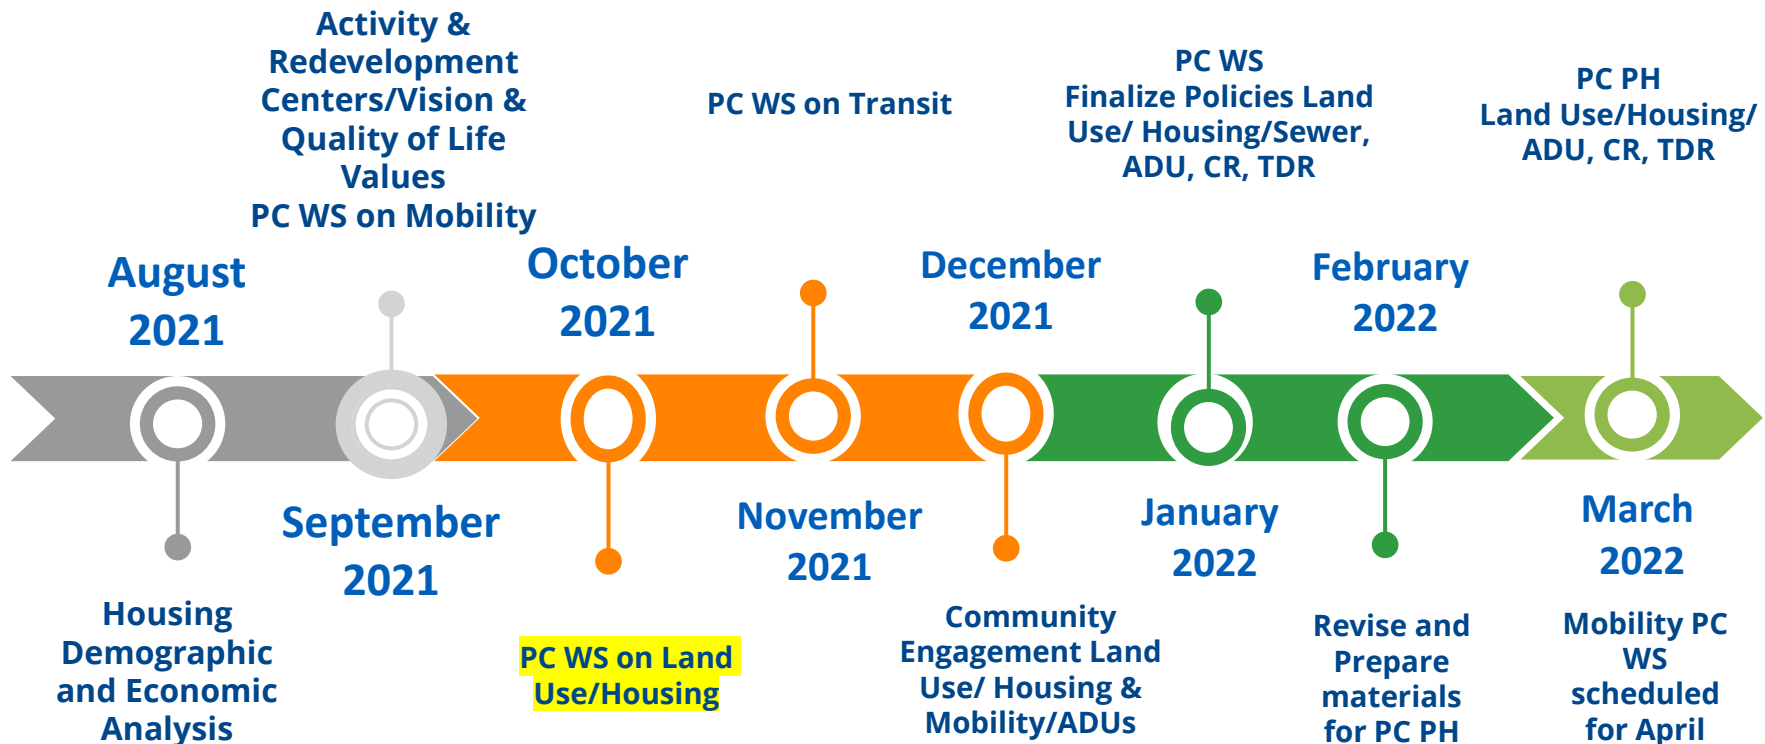 Activity &
Redevelopment
Centers/Vision &
Quality of Life
Values
PC WS on Mobility
PC WS on Transit
PC WS
Finalize Policies Land
Use/ Housing/Sewer,
ADU, CR, TDR
PC PH
Land Use/Housing/
ADU, CR, TDR
August
2021
October
2021
December
2021
February
2022
September
2021
November
2021
January
2022
March
2022
Housing
Demographic
and Economic
Analysis
PC WS on Land
Use/Housing
Community
Engagement Land
Use/ Housing &
Mobility/ADUs
Revise and
Prepare
materials
for PC PH
Mobility PC
WS
scheduled
for April